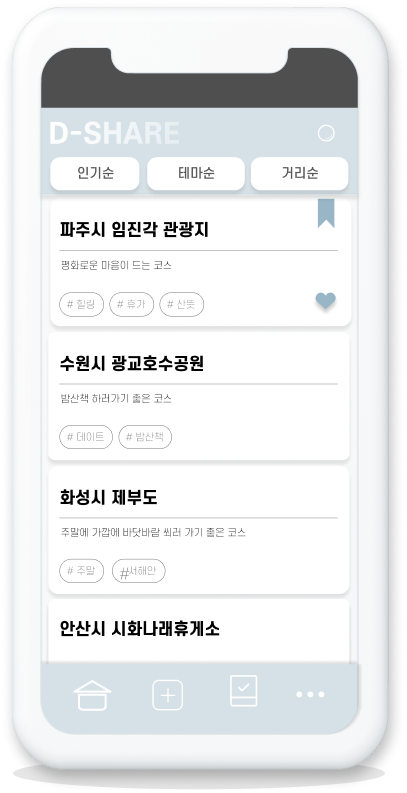 D-SHARE
인기순 테마순 거리순
파주시 임진각 관광지
평화로운 마음이 드는 코스
# 힐링 # 휴가 # 산뜻
수원시 광교호수공원
밤산책 하러가기 좋은 코스
# 데이트 # 밤산책
화성시 제부도
주말에 가깝에 바닷바람 쐬러 가기 좋은 코스
# 주말 #서해안
안산시 시화나래휴게소